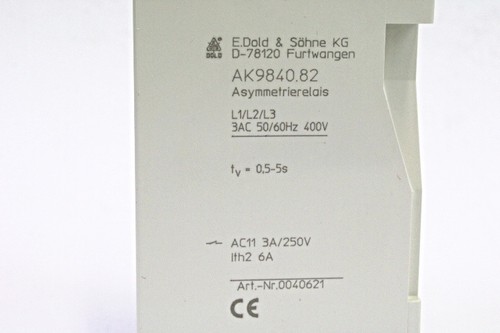 DOLD
E.Dold & Söhne KG
D-78120 Furtwangen
AK9840.82
Asymmetrierelais
L1/L2/L3
3AC 50/60Hz 400V
tv = 0,5-5s
AC11 3A/250V
Ith2 6A
Art.-Nr.0040621
CE